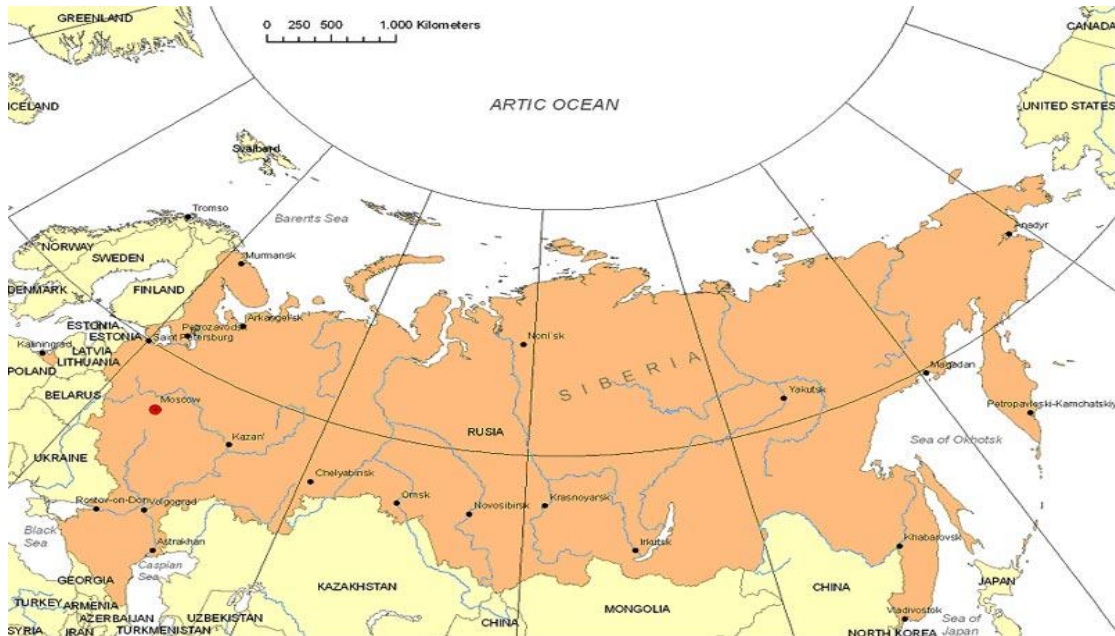 GREENLAND
0 250 500 1.000 Kilometers
CANADA
ICELAND
ARTIC OCEAN
UNITED STATES
Svalbard
Tromso
Barents Sea
Anadyr
NORWAY
SWEDEN
Murmansk
DENMARK
FINLAND
ESTONIA
Petrozavods
Arkangelsk
ESTONIA
Saint Petersburg
Kaliningrad
LATVIA
LITHUANIA
POLAND
Noril'sk
SIBERIA
Magadan
BELARUS
Moscow
Yakutsk
Petropavlovski-Kamchatskiy
RUSIA
Kazan'
Sea of Okhotsk
UKRAINE
Chelyabinsk
Omsk
Novosibirsk
Krasnoyarsk
Rostov-on-Don
Volgograd
Black
Sea
Astrakhan
Irkutsk
Khabarovsk
Caspian
Sea
GEORGIA
KAZAKHSTAN
CHINA
JAPAN
TURKEY
ARMENIA
UZBEKISTAN
MONGOLIA
AZERBAIJAN
CHINA
Vladivostok
Sea of
Japan
SYRIA
IRAN
TURKMENISTAN
NORTH KOREA